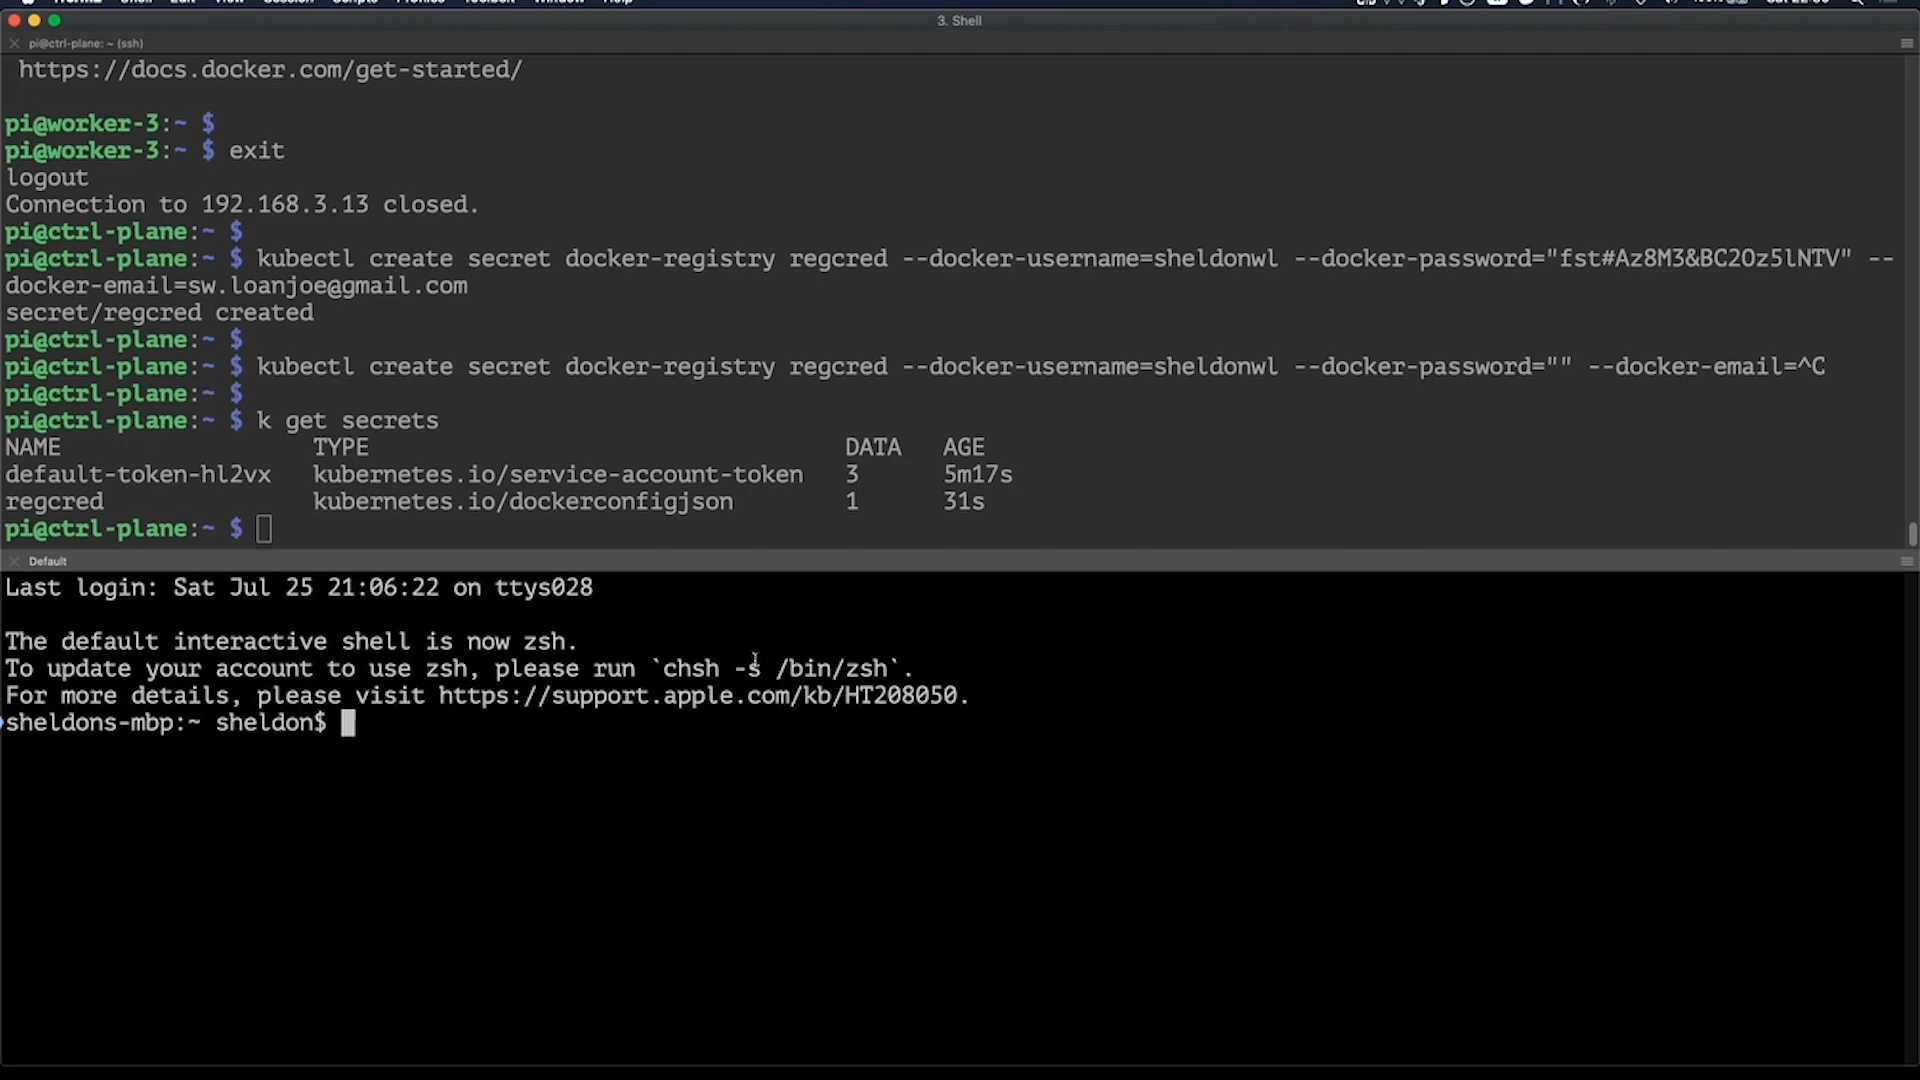 3. Shell
pi@ctrl-plane: ~ (ssh)
https://docs.docker.com/get-started/
pi@worker-3:~ $
pi@worker-3:~ $ exit
logout
Connection to 192.168.3.13 closed.
pi@ctrl-plane:~ $
pi@ctrl-plane:~ $ kubectl create secret docker-registry regcred --docker-username=sheldonwl --docker-password="fst#Az8M3&BC2Oz5lNTV" --
docker-email=sw.loanjoe@gmail.com
secret/regcred created
pi@ctrl-plane:~ $
pi@ctrl-plane:~ $ kubectl create secret docker-registry regcred --docker-username=sheldonwl --docker-password="" --docker-email=^C
pi@ctrl-plane:~ $
pi@ctrl-plane:~ $ k get secrets
NAME TYPE DATA AGE
default-token-hl2vx kubernetes.io/service-account-token 3 5m17s
regcred kubernetes.io/dockerconfigjson 1 31s
pi@ctrl-plane:~ $
Default
Last login: Sat Jul 25 21:06:22 on ttys028
The default interactive shell is now zsh.
To update your account to use zsh, please run `chsh -s /bin/zsh`.
For more details, please visit https://support.apple.com/kb/HT208050.
sheldons-mbp:~ sheldon$